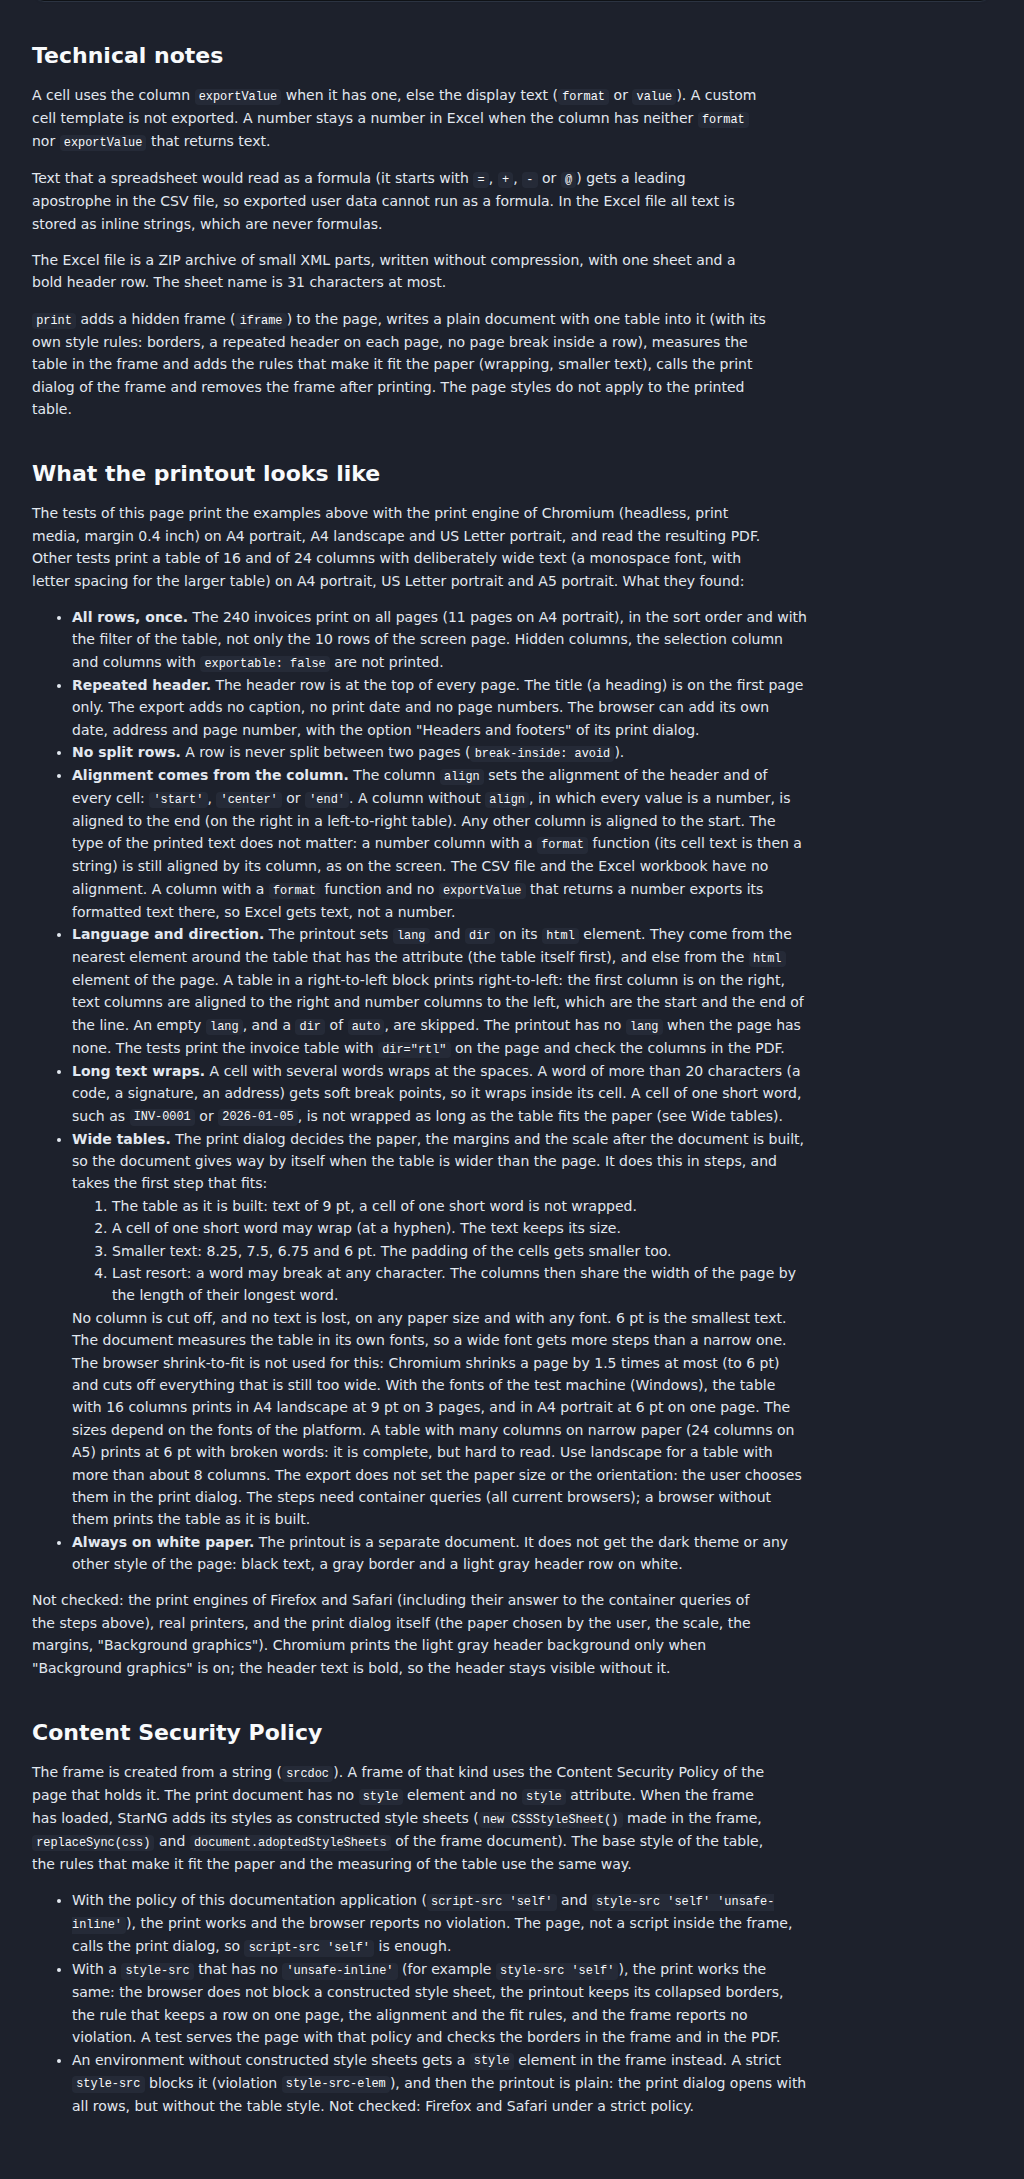 Technical notes
A cell uses the column exportValue when it has one, else the display text (format or value). A custom
cell template is not exported. A number stays a number in Excel when the column has neither format
nor exportValue that returns text.
Text that a spreadsheet would read as a formula (it starts with =, +, - or @) gets a leading
apostrophe in the CSV file, so exported user data cannot run as a formula. In the Excel file all text is
stored as inline strings, which are never formulas.
The Excel file is a ZIP archive of small XML parts, written without compression, with one sheet and a
bold header row. The sheet name is 31 characters at most.
print adds a hidden frame (iframe) to the page, writes a plain document with one table into it (with its
own style rules: borders, a repeated header on each page, no page break inside a row), measures the
table in the frame and adds the rules that make it fit the paper (wrapping, smaller text), calls the print
dialog of the frame and removes the frame after printing. The page styles do not apply to the printed
table.
What the printout looks like
The tests of this page print the examples above with the print engine of Chromium (headless, print
media, margin 0.4 inch) on A4 portrait, A4 landscape and US Letter portrait, and read the resulting PDF.
Other tests print a table of 16 and of 24 columns with deliberately wide text (a monospace font, with
letter spacing for the larger table) on A4 portrait, US Letter portrait and A5 portrait. What they found:
• All rows, once. The 240 invoices print on all pages (11 pages on A4 portrait), in the sort order and with
the filter of the table, not only the 10 rows of the screen page. Hidden columns, the selection column
and columns with exportable: false are not printed.
• Repeated header. The header row is at the top of every page. The title (a heading) is on the first page
only. The export adds no caption, no print date and no page numbers. The browser can add its own
date, address and page number, with the option "Headers and footers" of its print dialog.
• No split rows. A row is never split between two pages (break-inside: avoid).
• Alignment comes from the column. The column align sets the alignment of the header and of
every cell: 'start', 'center' or 'end'. A column without align, in which every value is a number, is
aligned to the end (on the right in a left-to-right table). Any other column is aligned to the start. The
type of the printed text does not matter: a number column with a format function (its cell text is then a
string) is still aligned by its column, as on the screen. The CSV file and the Excel workbook have no
alignment. A column with a format function and no exportValue that returns a number exports its
formatted text there, so Excel gets text, not a number.
• Language and direction. The printout sets lang and dir on its html element. They come from the
nearest element around the table that has the attribute (the table itself first), and else from the html
element of the page. A table in a right-to-left block prints right-to-left: the first column is on the right,
text columns are aligned to the right and number columns to the left, which are the start and the end of
the line. An empty lang, and a dir of auto, are skipped. The printout has no lang when the page has
none. The tests print the invoice table with dir="rtl" on the page and check the columns in the PDF.
• Long text wraps. A cell with several words wraps at the spaces. A word of more than 20 characters (a
code, a signature, an address) gets soft break points, so it wraps inside its cell. A cell of one short word,
such as INV-0001 or 2026-01-05, is not wrapped as long as the table fits the paper (see Wide tables).
• Wide tables. The print dialog decides the paper, the margins and the scale after the document is built,
so the document gives way by itself when the table is wider than the page. It does this in steps, and
takes the first step that fits:
1. The table as it is built: text of 9 pt, a cell of one short word is not wrapped.
2. A cell of one short word may wrap (at a hyphen). The text keeps its size.
3. Smaller text: 8.25, 7.5, 6.75 and 6 pt. The padding of the cells gets smaller too.
4. Last resort: a word may break at any character. The columns then share the width of the page by
the length of their longest word.
No column is cut off, and no text is lost, on any paper size and with any font. 6 pt is the smallest text.
The document measures the table in its own fonts, so a wide font gets more steps than a narrow one.
The browser shrink-to-fit is not used for this: Chromium shrinks a page by 1.5 times at most (to 6 pt)
and cuts off everything that is still too wide. With the fonts of the test machine (Windows), the table
with 16 columns prints in A4 landscape at 9 pt on 3 pages, and in A4 portrait at 6 pt on one page. The
sizes depend on the fonts of the platform. A table with many columns on narrow paper (24 columns on
A5) prints at 6 pt with broken words: it is complete, but hard to read. Use landscape for a table with
more than about 8 columns. The export does not set the paper size or the orientation: the user chooses
them in the print dialog. The steps need container queries (all current browsers); a browser without
them prints the table as it is built.
• Always on white paper. The printout is a separate document. It does not get the dark theme or any
other style of the page: black text, a gray border and a light gray header row on white.
Not checked: the print engines of Firefox and Safari (including their answer to the container queries of
the steps above), real printers, and the print dialog itself (the paper chosen by the user, the scale, the
margins, "Background graphics"). Chromium prints the light gray header background only when
"Background graphics" is on; the header text is bold, so the header stays visible without it.
Content Security Policy
The frame is created from a string (srcdoc). A frame of that kind uses the Content Security Policy of the
page that holds it. The print document has no style element and no style attribute. When the frame
has loaded, StarNG adds its styles as constructed style sheets (new CSSStyleSheet() made in the frame,
replaceSync(css) and document.adoptedStyleSheets of the frame document). The base style of the table,
the rules that make it fit the paper and the measuring of the table use the same way.
• With the policy of this documentation application (script-src 'self' and style-src 'self' 'unsafe-
inline'), the print works and the browser reports no violation. The page, not a script inside the frame,
calls the print dialog, so script-src 'self' is enough.
• With a style-src that has no 'unsafe-inline' (for example style-src 'self'), the print works the
same: the browser does not block a constructed style sheet, the printout keeps its collapsed borders,
the rule that keeps a row on one page, the alignment and the fit rules, and the frame reports no
violation. A test serves the page with that policy and checks the borders in the frame and in the PDF.
• An environment without constructed style sheets gets a style element in the frame instead. A strict
style-src blocks it (violation style-src-elem), and then the printout is plain: the print dialog opens with
all rows, but without the table style. Not checked: Firefox and Safari under a strict policy.